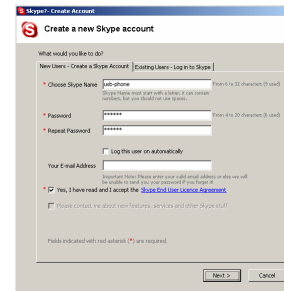 Skype?- Create Account
Create a new Skype account
What would you like to do?
New Users - Create a Skype Account
Existing Users - Log in to Skype
* Choose Skype Name
usb-phone
From 6 to 32 characters (9 used)
Skype Name must start with a letter, it can contain
numbers, but you should not use spaces.
* Password
******
From 4 to 20 characters (6 used)
* Repeat Password
******
Log this user on automatically
Your E-mail Address
Important Note: Please enter your valid email address or else we will
be unable to send you your password if you forget it
* Yes, I have read and I accept the Skype End User Licence Agreement.
Please contact me about new features, services and other Skype stuff
Fields indicated with red asterisk (*) are required.
Next >
Cancel